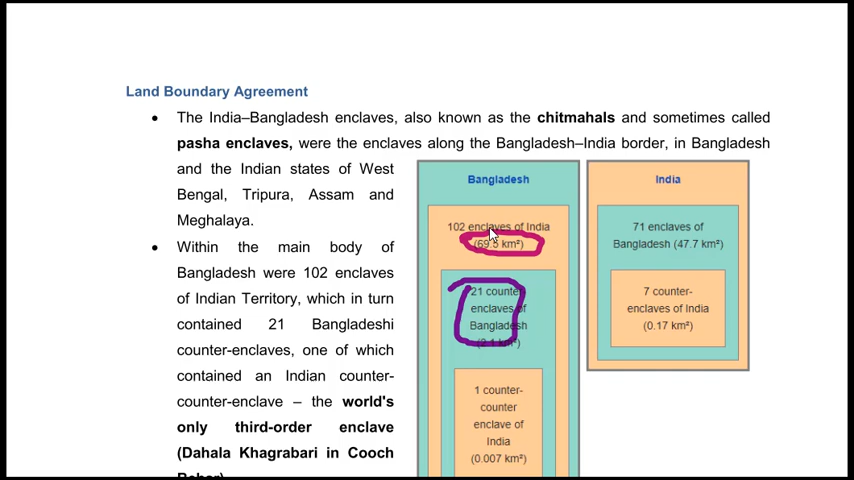 Land Boundary Agreement
• The India–Bangladesh enclaves, also known as the chitmahals and sometimes called
pasha enclaves, were the enclaves along the Bangladesh–India border, in Bangladesh
and the Indian states of West
Bengal, Tripura, Assam and
Meghalaya.
• Within the main body of
Bangladesh were 102 enclaves
of Indian Territory, which in turn
contained 21 Bangladeshi
counter-enclaves, one of which
contained an Indian counter-
counter-enclave – the world's
only third-order enclave
(Dahala Khagrabari in Cooch
Behar)
Bangladesh
102 enclaves of India
(69.5 km²)
21 counter-
enclaves of
Bangladesh
(2.1 km²)
1 counter-
counter
enclave of
India
(0.007 km²)
India
71 enclaves of
Bangladesh (47.7 km²)
7 counter-
enclaves of India
(0.17 km²)